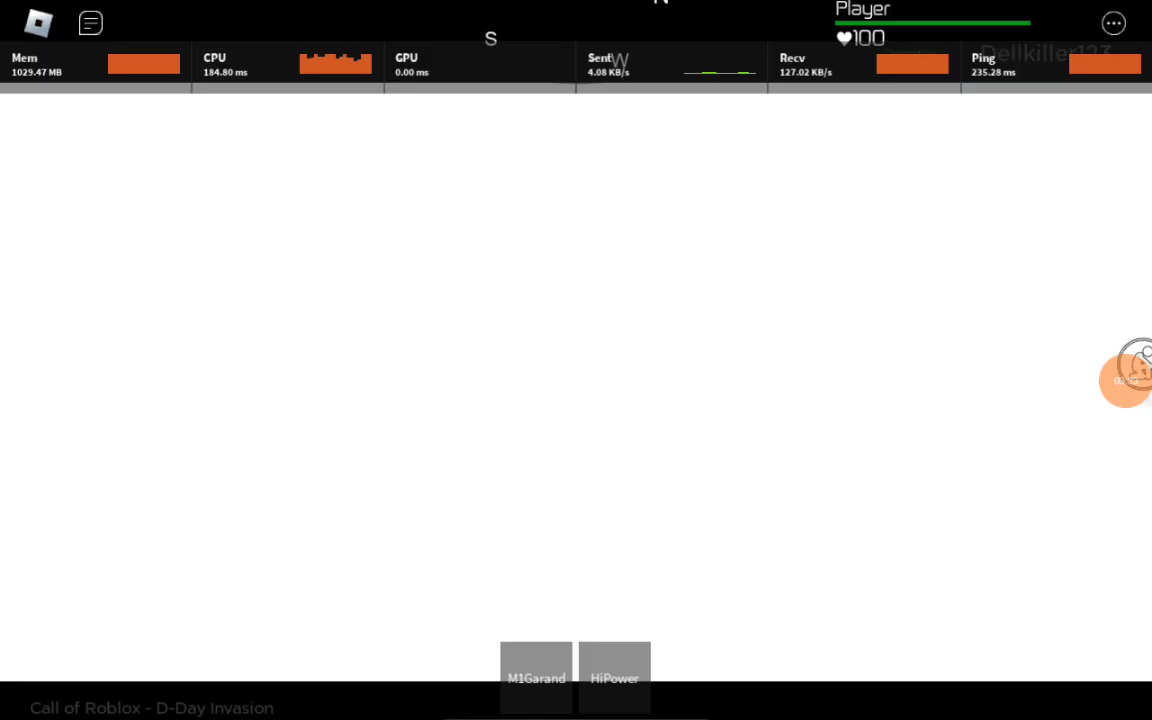 N
Player
S
100
Dellkiller123
Mem
1029.47 MB
CPU
184.80 ms
GPU
0.00 ms
Sent
4.08 KB/s
W
Recv
127.02 KB/s
Ping
235.28 ms
M1Garand
HiPower
Call of Roblox - D-Day Invasion